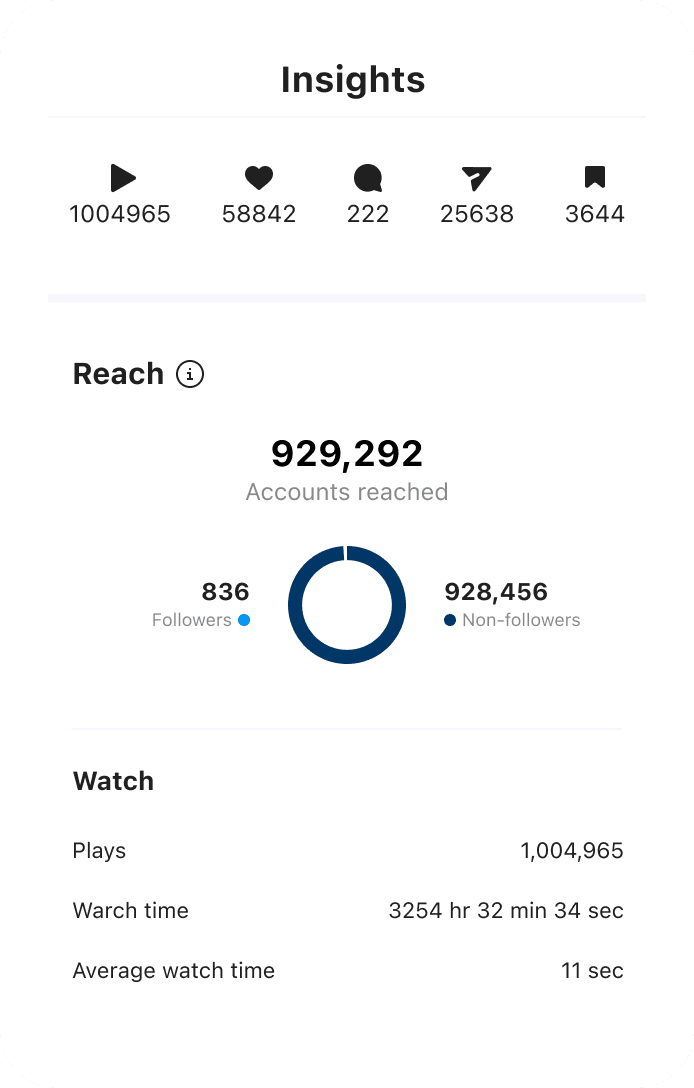 Insights
1004965 58842 222 25638 3644
Reach
929,292
Accounts reached
836 928,456
Followers Non-followers
Watch
Plays 1,004,965
Warch time 3254 hr 32 min 34 sec
Average watch time 11 sec